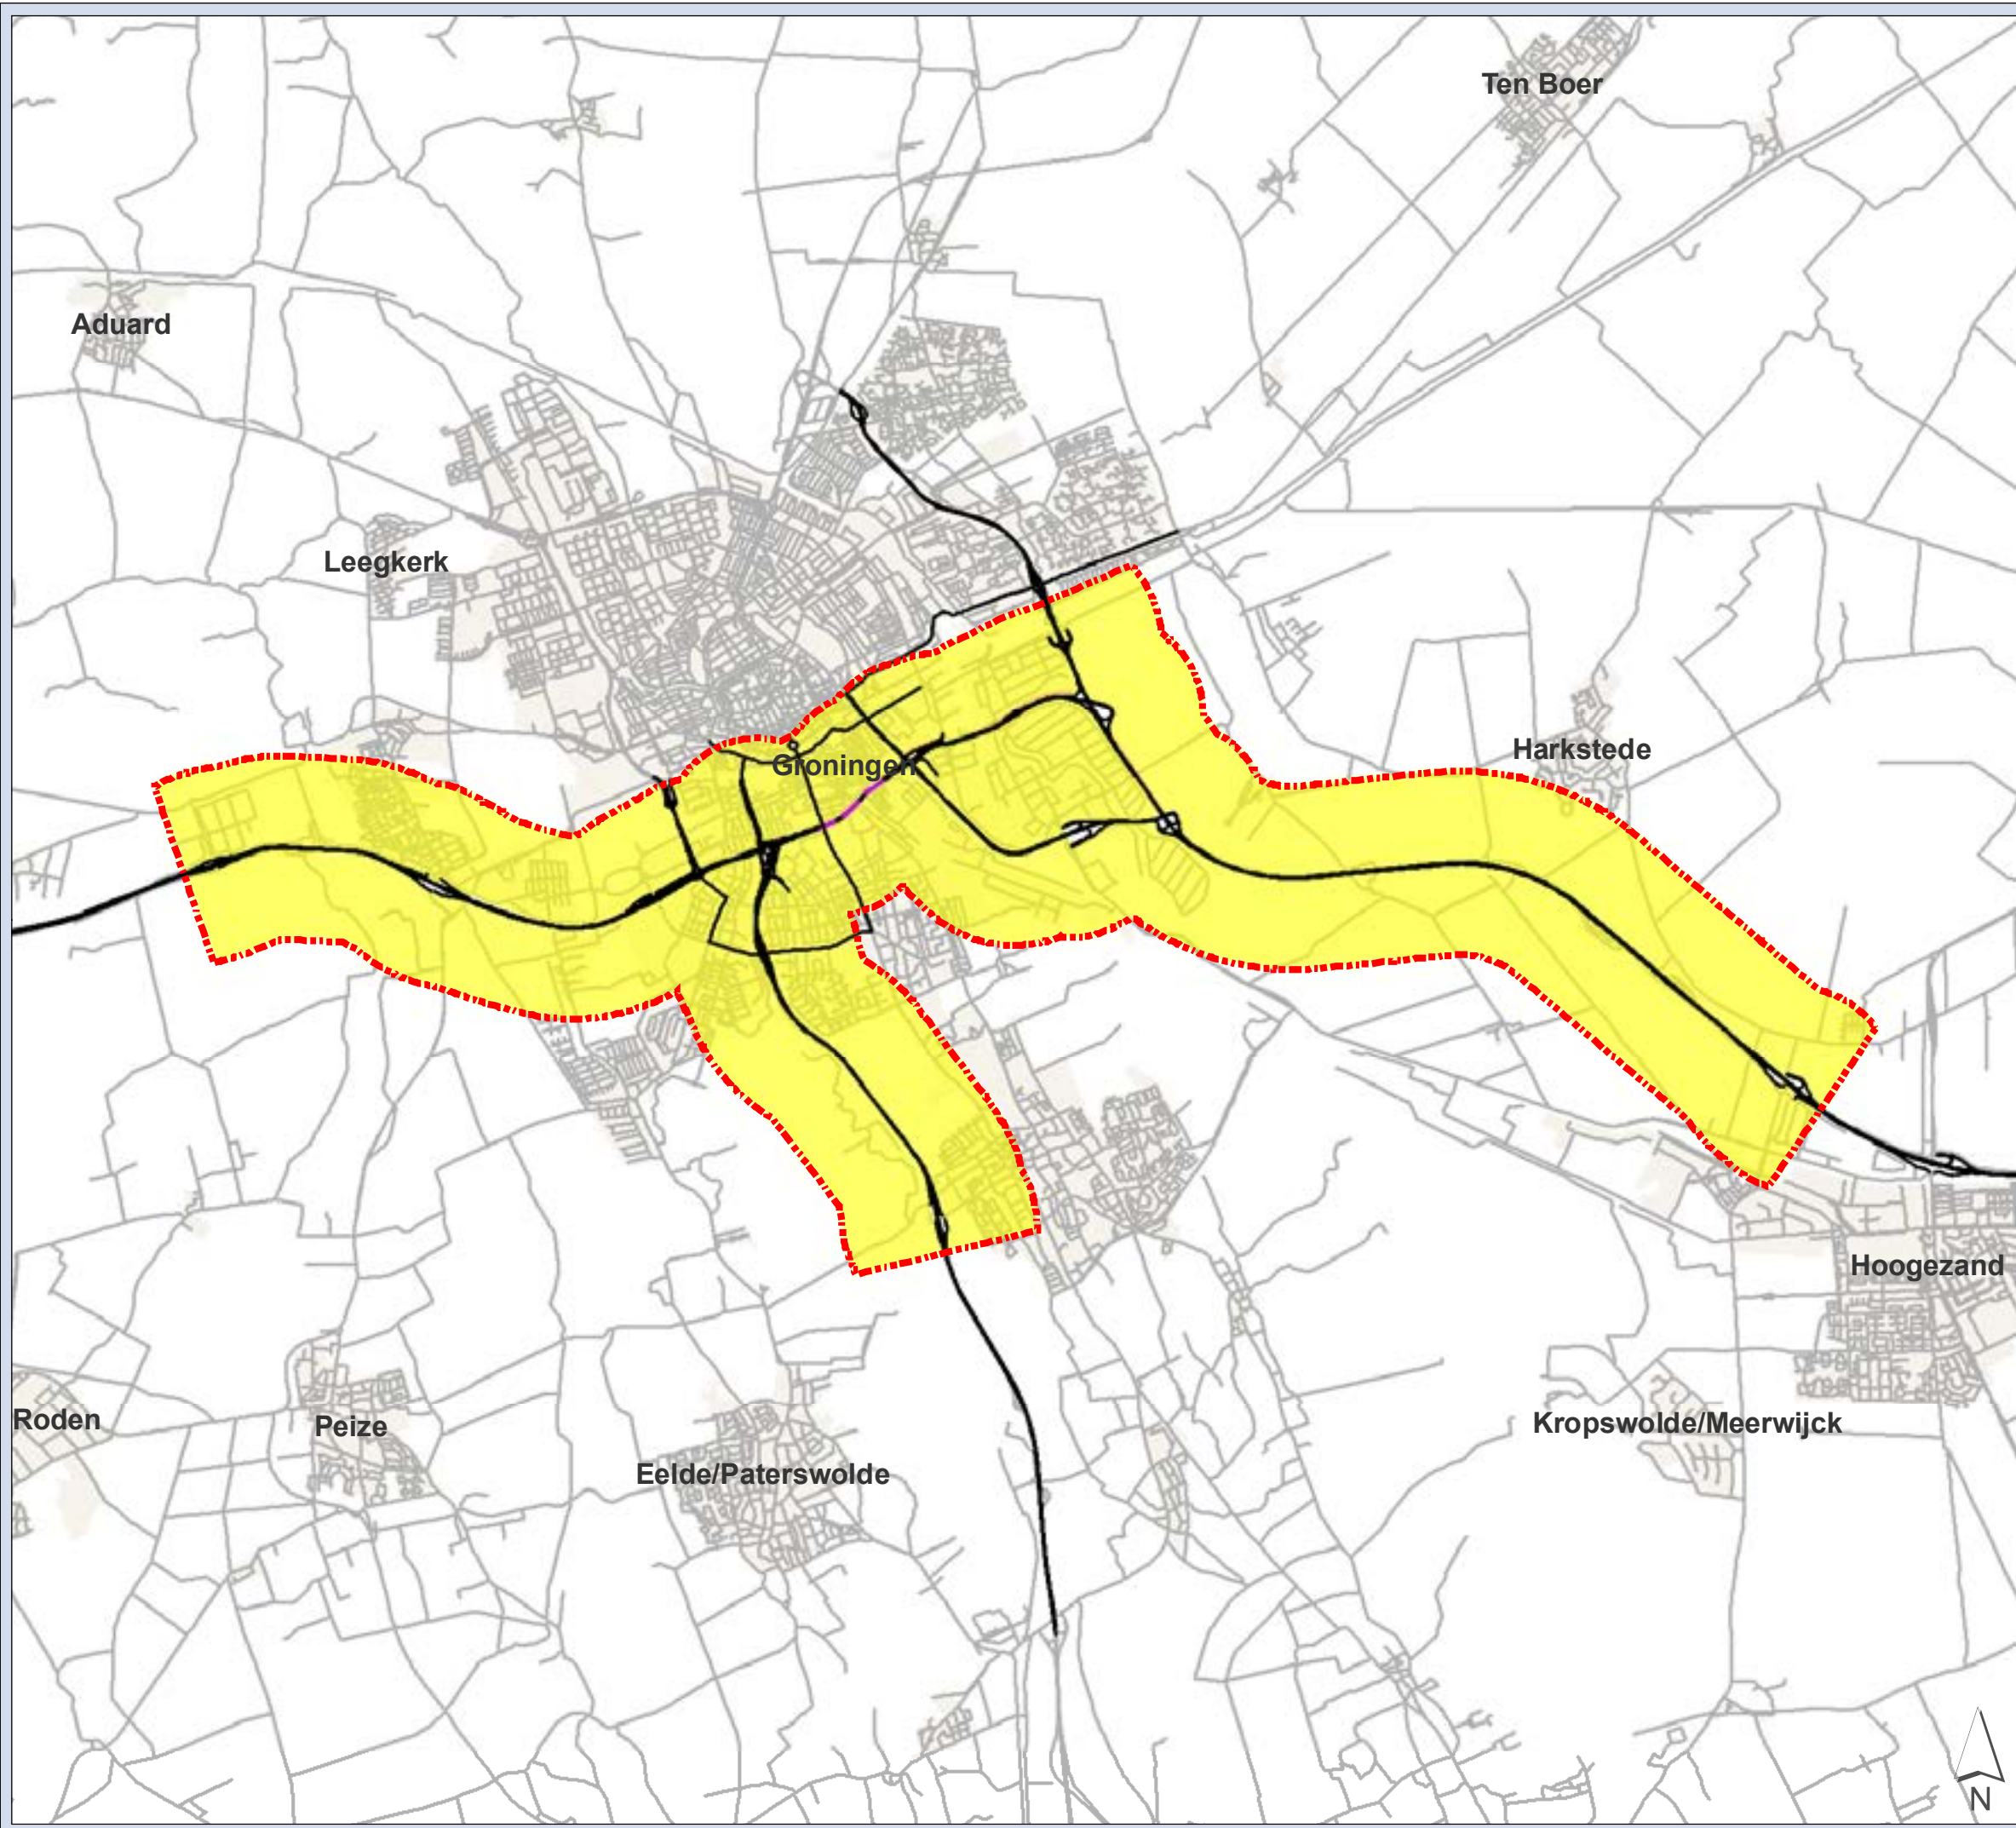 Ten Boer
Aduard
Leegkerk
Harkstede
Groningen
Hoogezand
Roden
Peize
Kropswolde/Meerwijck
Eelde/Paterswolde
N